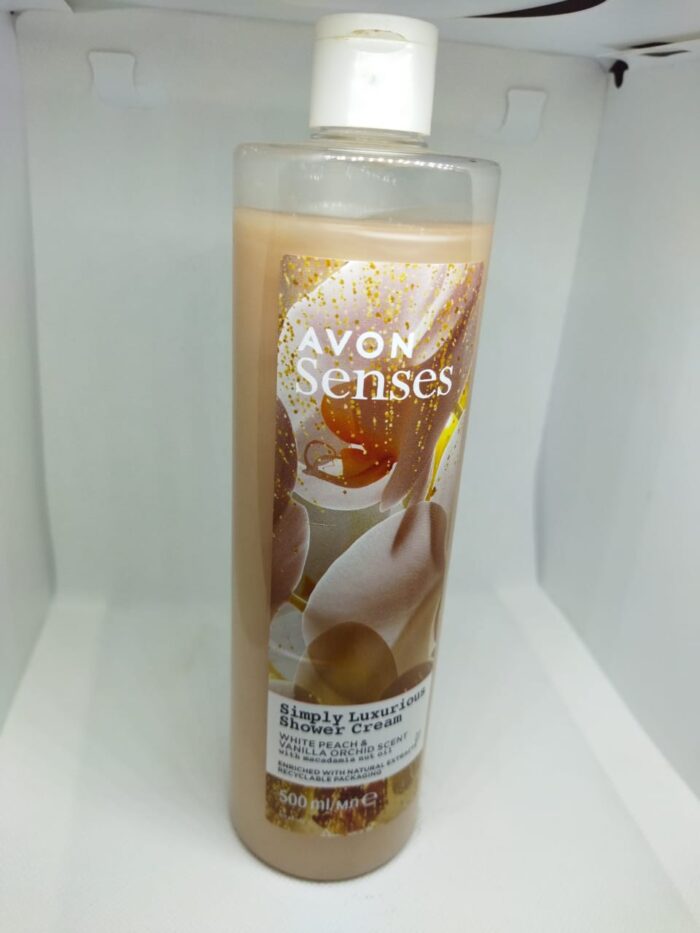 AVON
Senses
Simply Luxurious
Shower Cream
WHITE PEACH &
VANILLA ORCHID SCENT
with macadamia nut oil
ENRICHED WITH NATURAL EXTRACTS
RECYCLABLE PACKAGING
500 ml/мл ℮